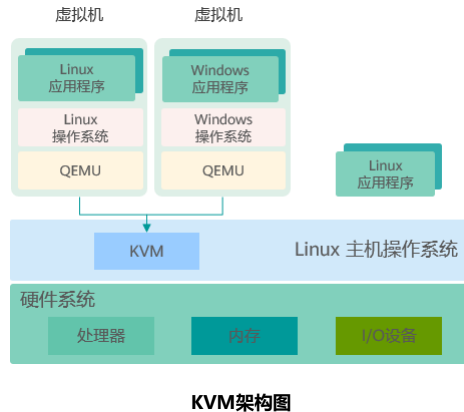 虚拟机
虚拟机
Linux
应用程序
Windows
应用程序
Linux
操作系统
Windows
操作系统
QEMU
QEMU
Linux
应用程序
KVM
Linux 主机操作系统
硬件系统
处理器
内存
I/O设备
KVM架构图